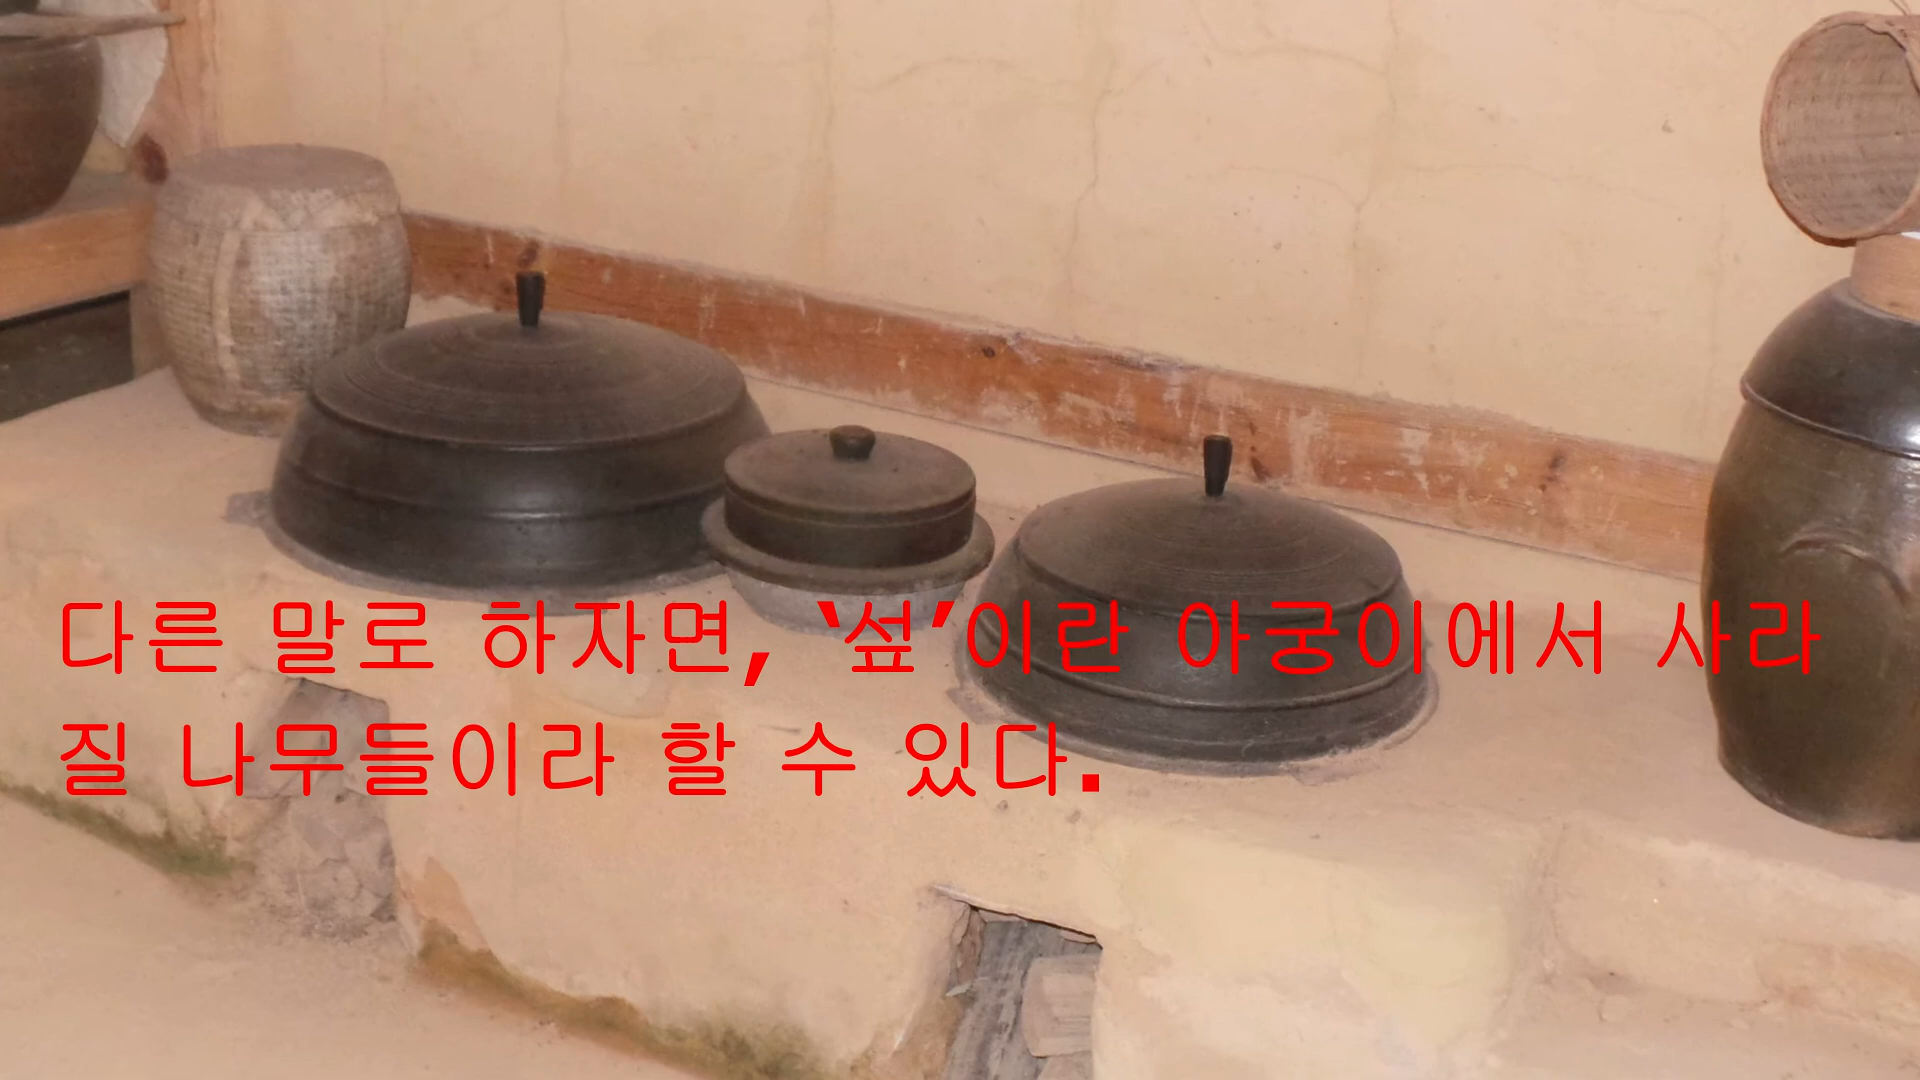 다른 말로 하자면, ‘섶’이란 아궁이에서 사라
질 나무들이라 할 수 있다.